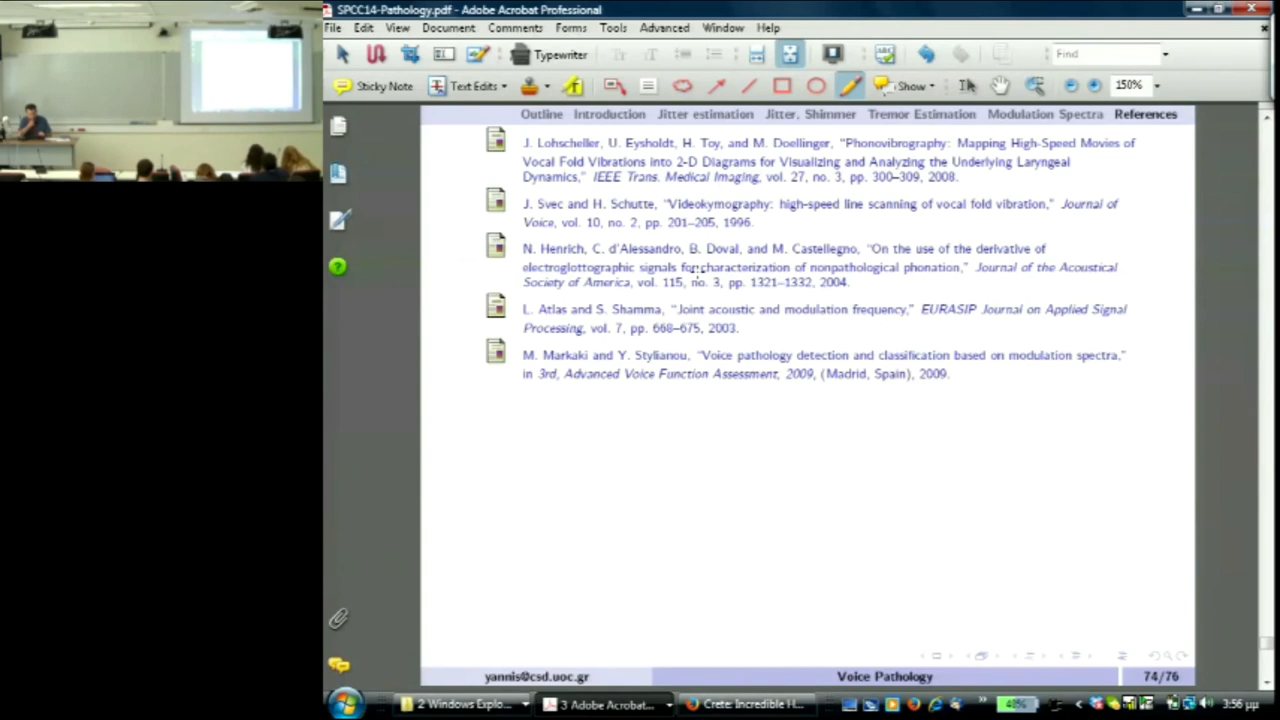 SPCC14-Pathology.pdf - Adobe Acrobat Professional
File Edit View Document Comments Forms Tools Advanced Window Help
Typewriter
Find
Sticky Note Text Edits Show 150%
Outline Introduction Jitter estimation Jitter, Shimmer Tremor Estimation Modulation Spectra References
J. Lohscheller, U. Eysholdt, H. Toy, and M. Doellinger, “Phonovibrography: Mapping High-Speed Movies of
Vocal Fold Vibrations into 2-D Diagrams for Visualizing and Analyzing the Underlying Laryngeal
Dynamics,” IEEE Trans. Medical Imaging, vol. 27, no. 3, pp. 300–309, 2008.
J. Svec and H. Schutte, “Videokymography: high-speed line scanning of vocal fold vibration,” Journal of
Voice, vol. 10, no. 2, pp. 201–205, 1996.
N. Henrich, C. d'Alessandro, B. Doval, and M. Castellegno, “On the use of the derivative of
electroglottographic signals for characterization of nonpathological phonation,” Journal of the Acoustical
Society of America, vol. 115, no. 3, pp. 1321–1332, 2004.
L. Atlas and S. Shamma, “Joint acoustic and modulation frequency,” EURASIP Journal on Applied Signal
Processing, vol. 7, pp. 668–675, 2003.
M. Markaki and Y. Stylianou, “Voice pathology detection and classification based on modulation spectra,”
in 3rd, Advanced Voice Function Assessment, 2009, (Madrid, Spain), 2009.
yannis@csd.uoc.gr Voice Pathology 74/76
2 Windows Explo... 3 Adobe Acrobat... Crete: Incredible H... 48% 3:56 μμ